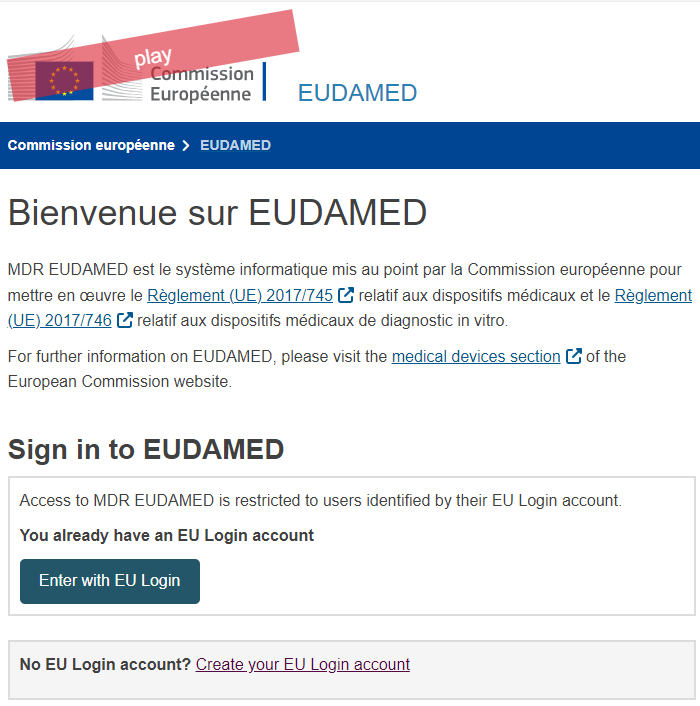 play
Commission
Européenne
EUDAMED
Commission européenne > EUDAMED
Bienvenue sur EUDAMED
MDR EUDAMED est le système informatique mis au point par la Commission européenne pour
mettre en œuvre le Règlement (UE) 2017/745 relatif aux dispositifs médicaux et le Règlement
(UE) 2017/746 relatif aux dispositifs médicaux de diagnostic in vitro.
For further information on EUDAMED, please visit the medical devices section of the
European Commission website.
Sign in to EUDAMED
Access to MDR EUDAMED is restricted to users identified by their EU Login account.
You already have an EU Login account
Enter with EU Login
No EU Login account? Create your EU Login account